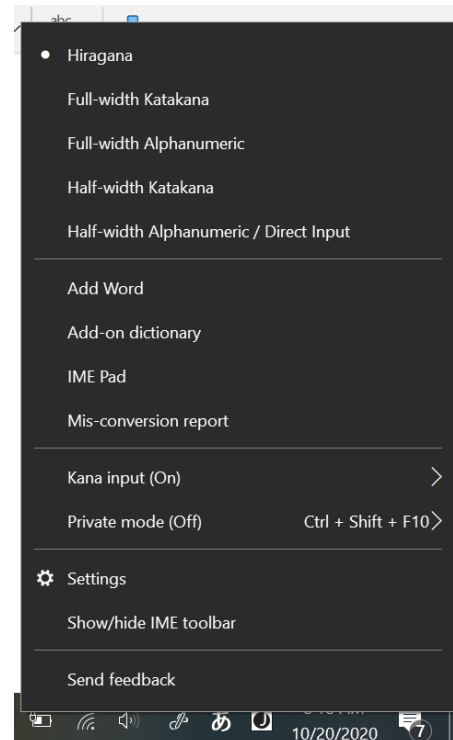 abc
Hiragana
Full-width Katakana
Full-width Alphanumeric
Half-width Katakana
Half-width Alphanumeric / Direct Input
Add Word
Add-on dictionary
IME Pad
Mis-conversion report
Kana input (On)
Private mode (Off) Ctrl + Shift + F10
Settings
Show/hide IME toolbar
Send feedback
あ
10/20/2020
7